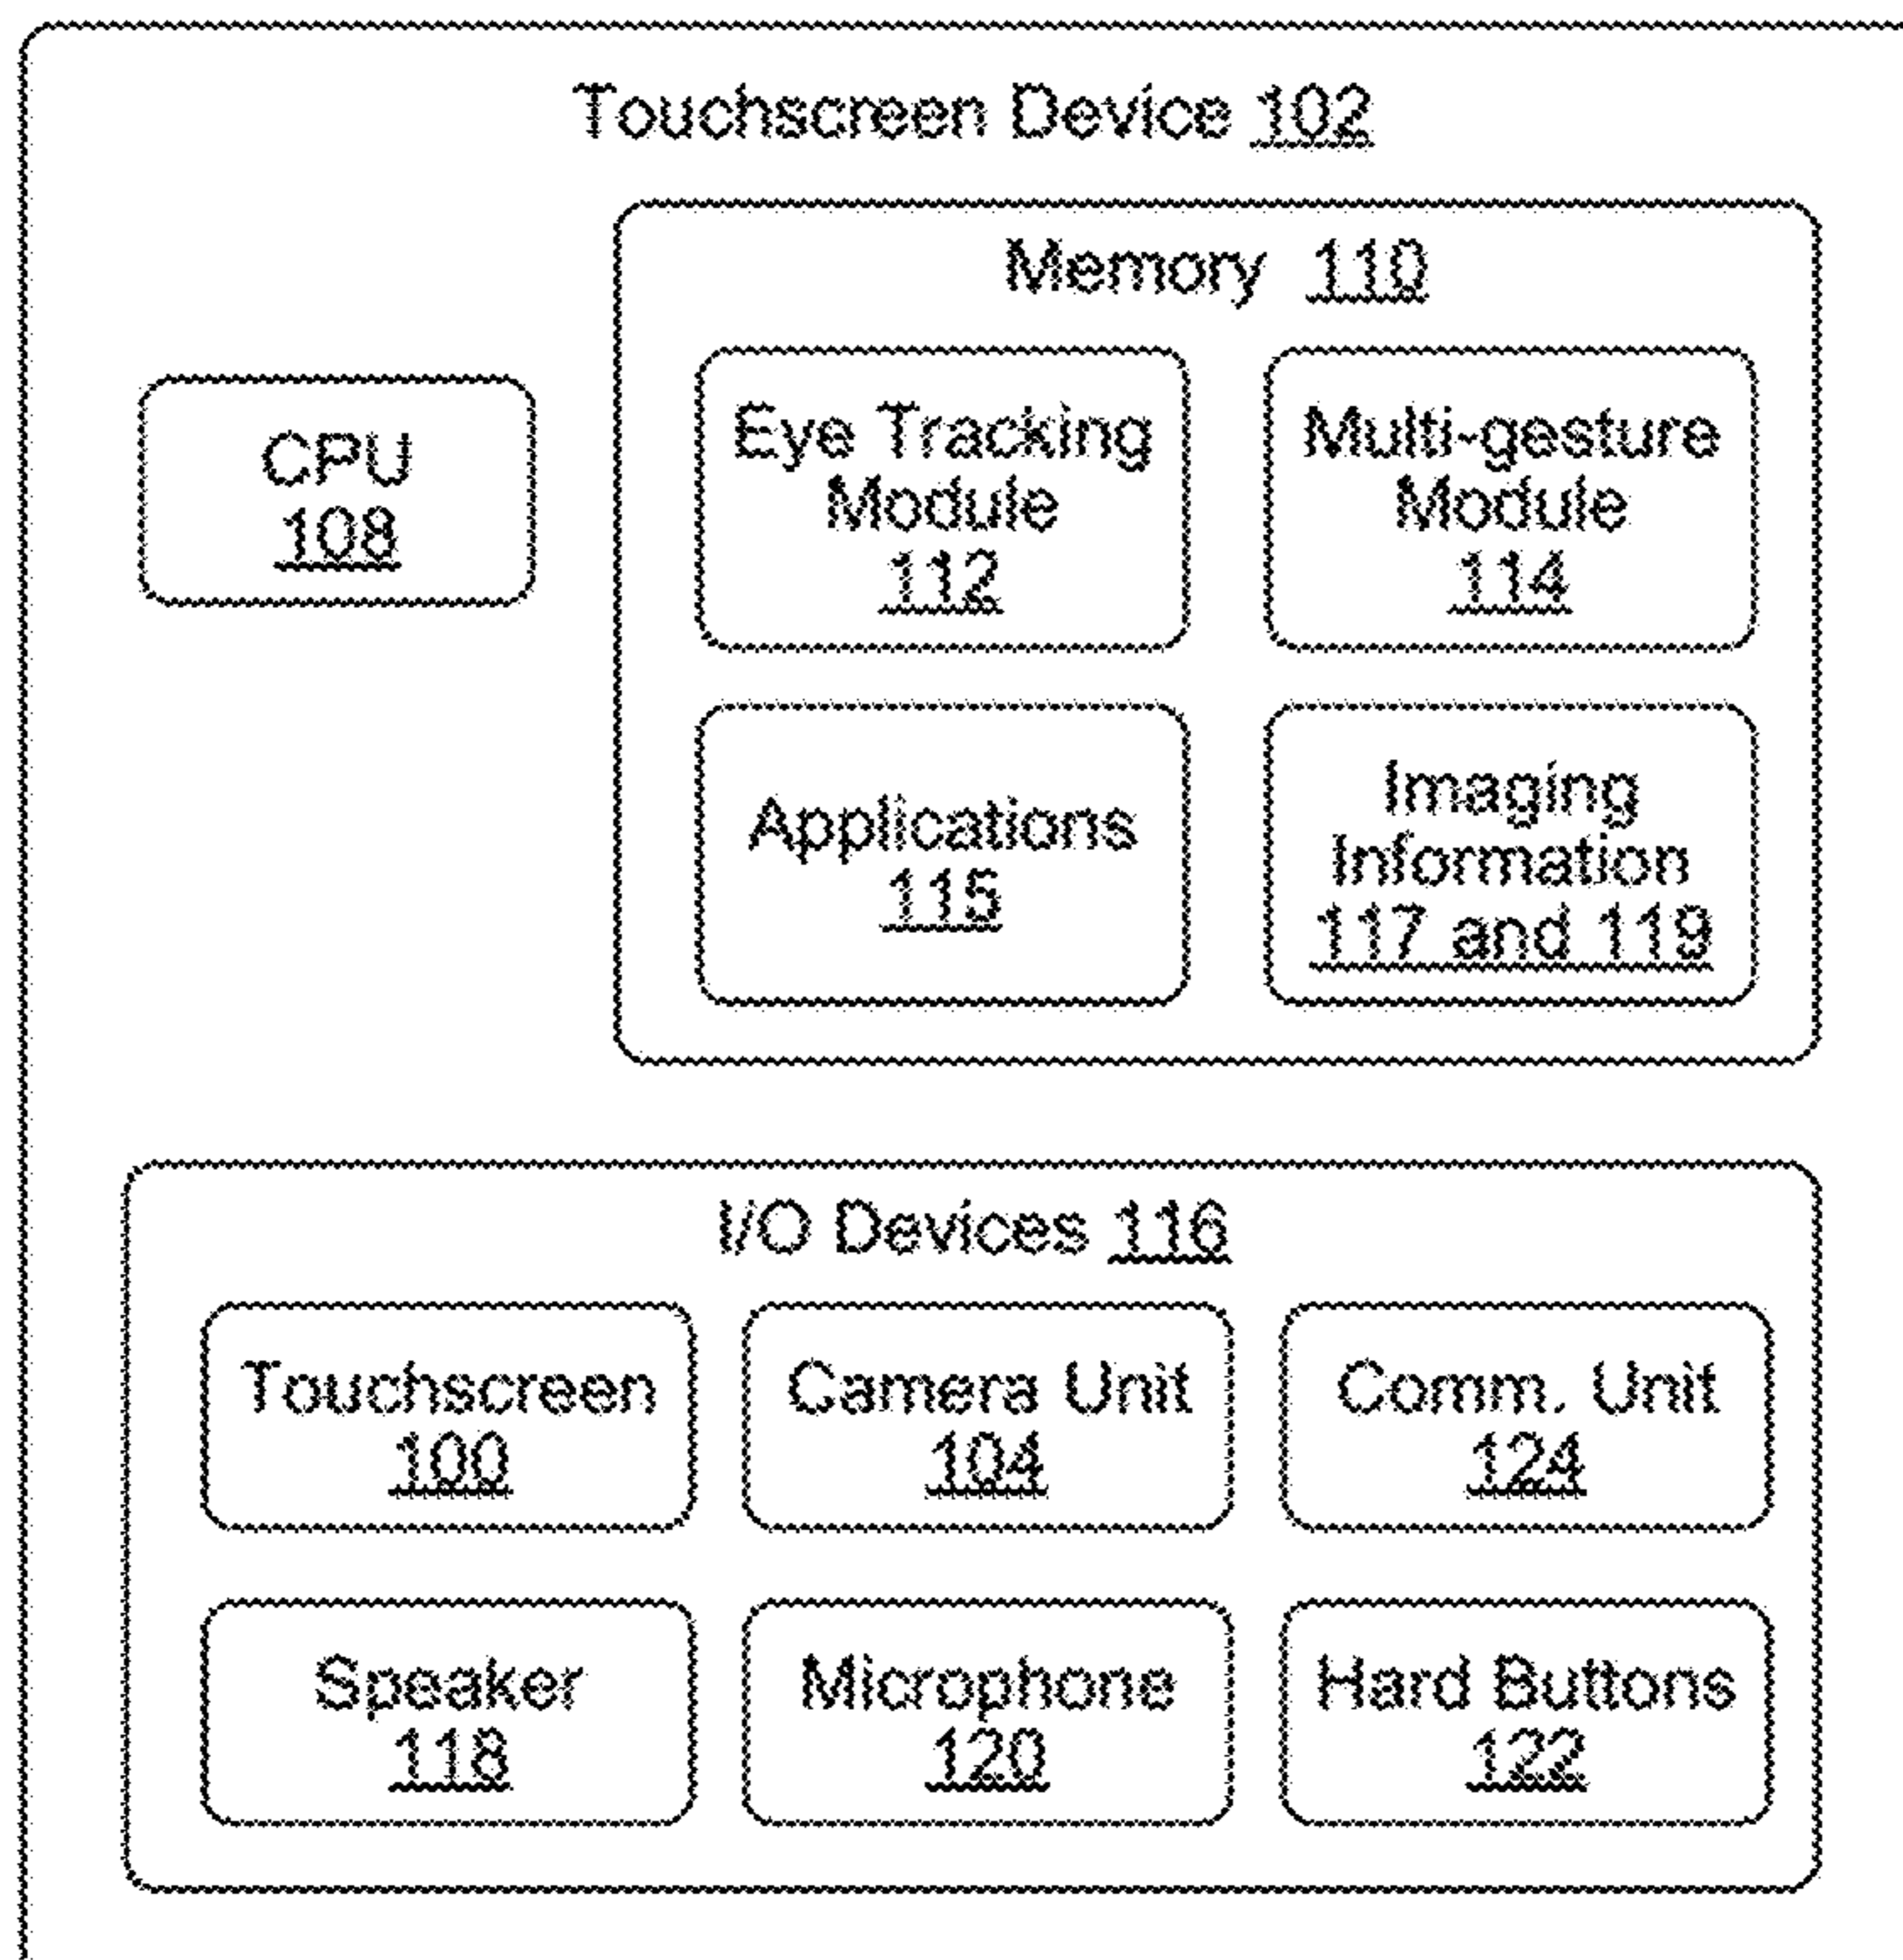 Touchscreen Device 102
Memory 110
CPU
108
Eye Tracking
Module
112
Multi-gesture
Module
114
Applications
115
Imaging
Information
117 and 119
I/O Devices 116
Touchscreen
100
Camera Unit
104
Comm. Unit
124
Speaker
118
Microphone
120
Hard Buttons
122